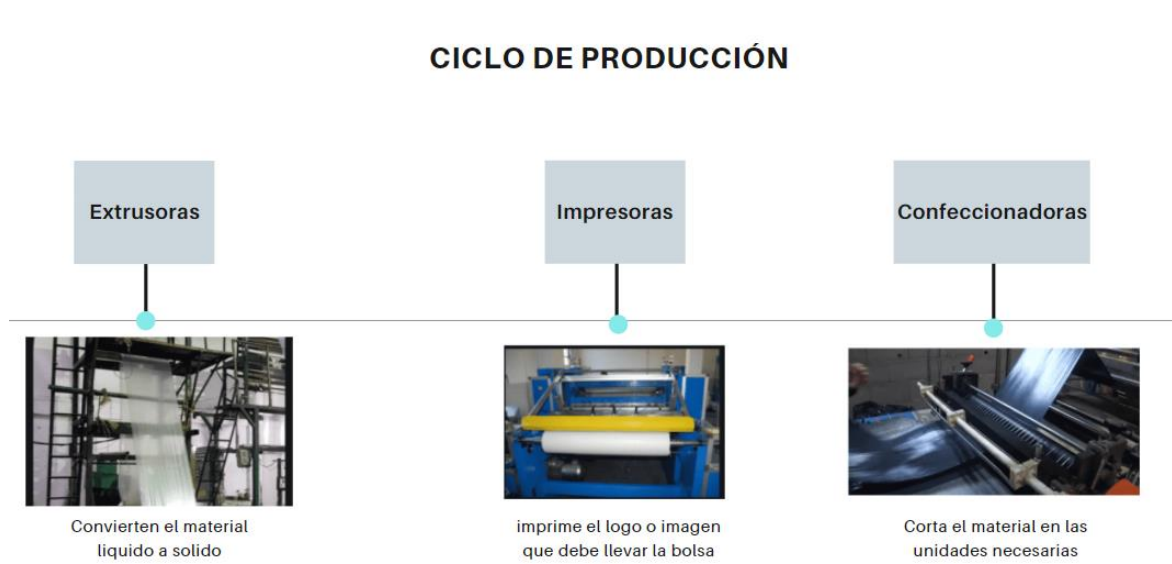 CICLO DE PRODUCCIÓN
Extrusoras
Impresoras
Confeccionadoras
Convierten el material
liquido a solido
imprime el logo o imagen
que debe llevar la bolsa
Corta el material en las
unidades necesarias